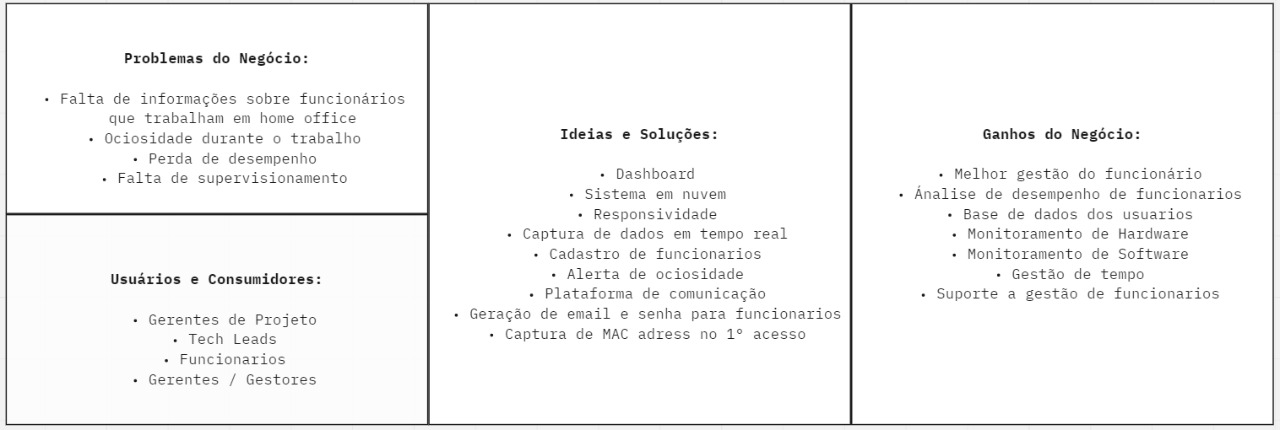 Problemas do Negócio:
• Falta de informações sobre funcionários
que trabalham em home office
• Ociosidade durante o trabalho
• Perda de desempenho
• Falta de supervisionamento
Usuários e Consumidores:
• Gerentes de Projeto
• Tech Leads
• Funcionarios
• Gerentes / Gestores
Ideias e Soluções:
• Dashboard
• Sistema em nuvem
• Responsividade
• Captura de dados em tempo real
• Cadastro de funcionarios
• Alerta de ociosidade
• Plataforma de comunicação
• Geração de email e senha para funcionarios
• Captura de MAC adress no 1° acesso
Ganhos do Negócio:
• Melhor gestão do funcionário
• Ánalise de desempenho de funcionarios
• Base de dados dos usuarios
• Monitoramento de Hardware
• Monitoramento de Software
• Gestão de tempo
• Suporte a gestão de funcionarios